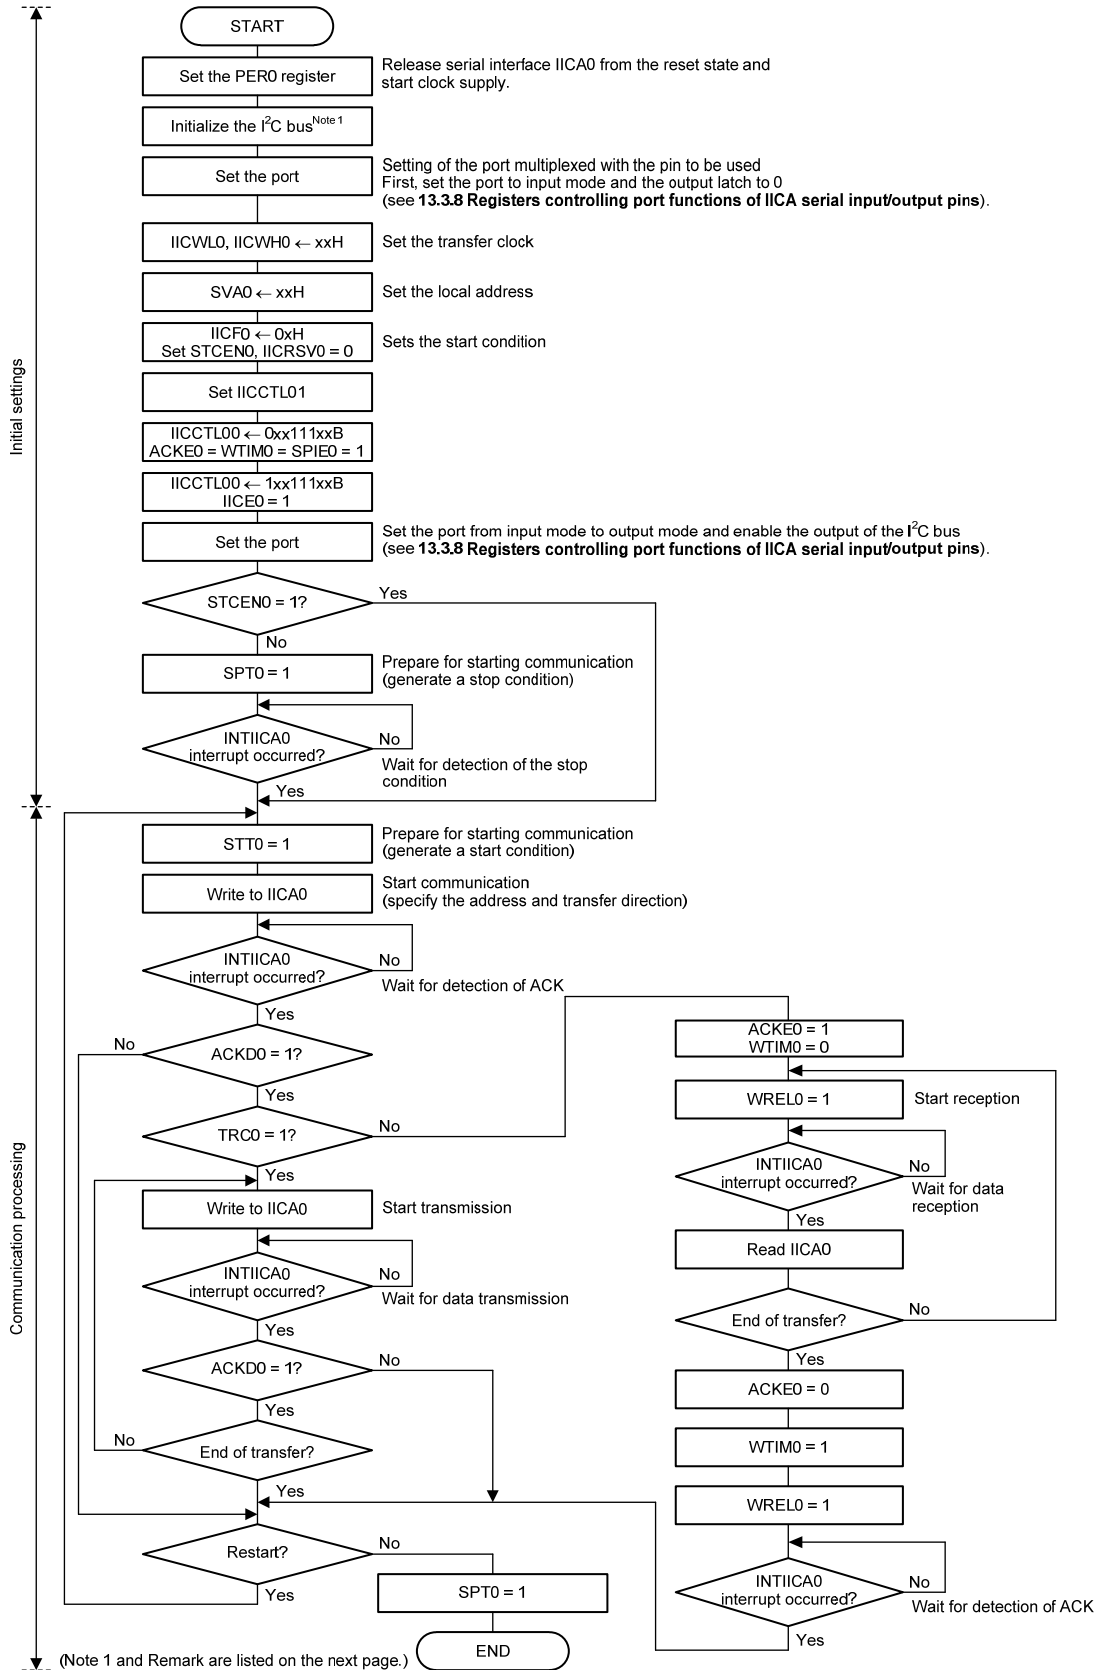 START
Set the PER0 register
Release serial interface IICA0 from the reset state and
start clock supply.
Initialize the I²C bus Note 1
Set the port
Setting of the port multiplexed with the pin to be used
First, set the port to input mode and the output latch to 0
(see 13.3.8 Registers controlling port functions of IICA serial input/output pins).
IICWL0, IICWH0 ← xxH
Set the transfer clock
SVA0 ← xxH
Set the local address
IICF0 ← 0xH
Set STCEN0, IICRSV0 = 0
Sets the start condition
Set IICCTL01
IICCTL00 ← 0xx111xxB
ACKE0 = WTIM0 = SPIE0 = 1
IICCTL00 ← 1xx111xxB
IICE0 = 1
Set the port
Set the port from input mode to output mode and enable the output of the I²C bus
(see 13.3.8 Registers controlling port functions of IICA serial input/output pins).
STCEN0 = 1?
Yes
No
SPT0 = 1
Prepare for starting communication
(generate a stop condition)
INTIICA0
interrupt occurred?
No
Wait for detection of the stop
condition
Yes
Initial settings
STT0 = 1
Prepare for starting communication
(generate a start condition)
Write to IICA0
Start communication
(specify the address and transfer direction)
INTIICA0
interrupt occurred?
No
Wait for detection of ACK
Yes
ACKD0 = 1?
No
Yes
TRC0 = 1?
No
Yes
Write to IICA0
Start transmission
INTIICA0
interrupt occurred?
No
Wait for data transmission
Yes
ACKD0 = 1?
No
Yes
End of transfer?
No
Yes
Restart?
No
Yes
SPT0 = 1
END
ACKE0 = 1
WTIM0 = 0
WREL0 = 1
Start reception
INTIICA0
interrupt occurred?
No
Wait for data
reception
Yes
Read IICA0
End of transfer?
No
Yes
ACKE0 = 0
WTIM0 = 1
WREL0 = 1
INTIICA0
interrupt occurred?
No
Wait for detection of ACK
Yes
Communication processing
(Note 1 and Remark are listed on the next page.)